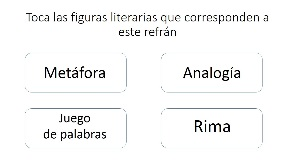 Toca las figuras literarias que corresponden a
este refrán
Metáfora
Analogía
Juego
de palabras
Rima